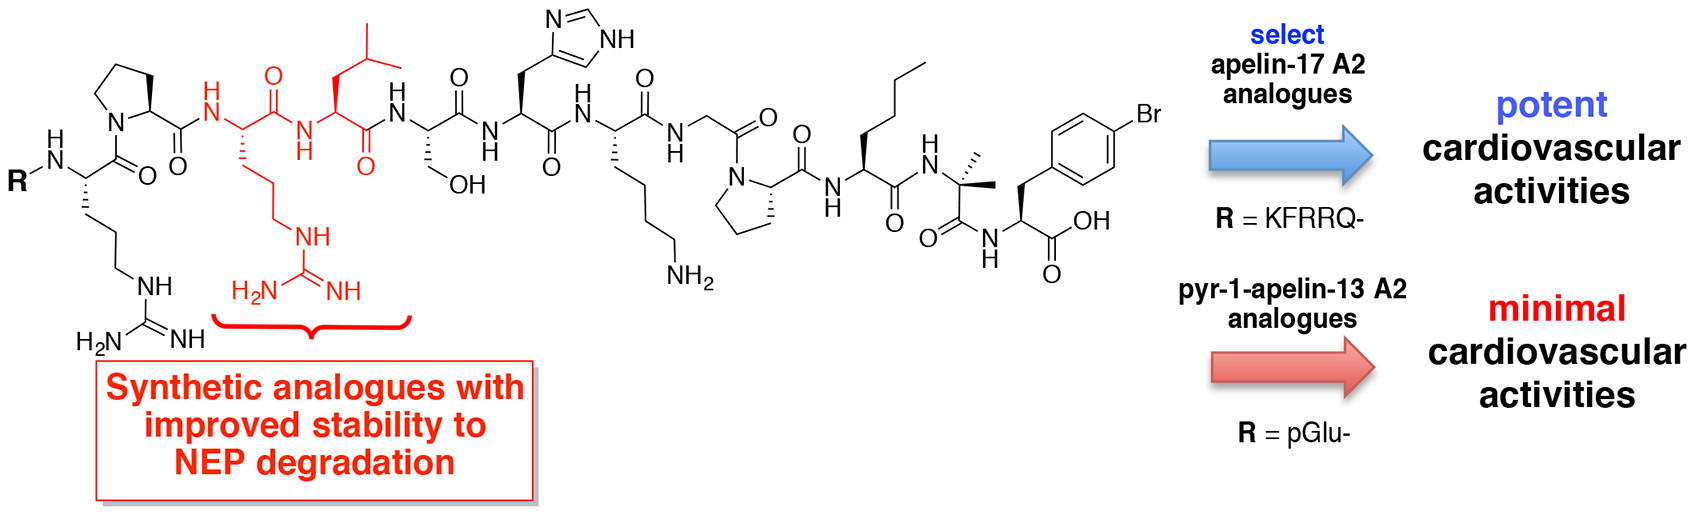 R
H
N
N
O
O
H
N
O
N
H
O
H
N
O
OH
N
H
O
N
NH
H
N
O
N
H
O
N
O
N
H
O
H
N
O
N
H
O
OH
Br
NH
H2N
NH
NH
H2N
NH
NH2
Synthetic analogues with
improved stability to
NEP degradation
select
apelin-17 A2
analogues
R = KFRRQ-
potent
cardiovascular
activities
pyr-1-apelin-13 A2
analogues
R = pGlu-
minimal
cardiovascular
activities